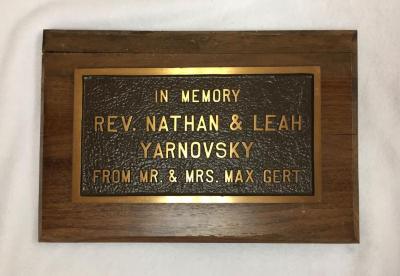 IN MEMORY
REV. NATHAN & LEAH
YARNOVSKY
FROM MR. & MRS. MAX GERT